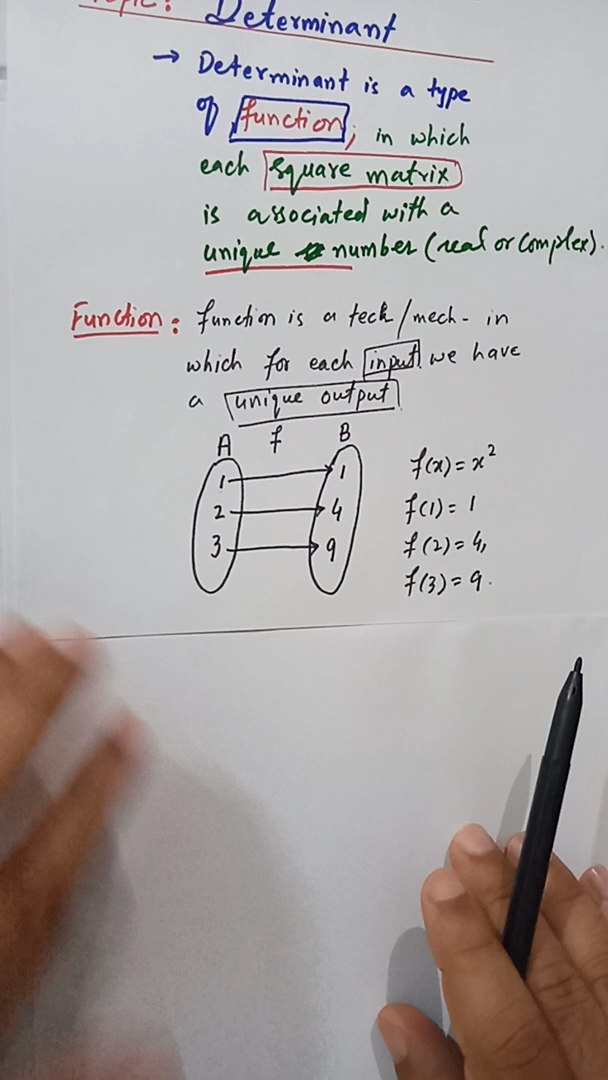 Topic: Determinant
→ Determinant is a type
of function, in which
each square matrix
is associated with a
unique number (real or complex).
Function: function is a tech/mech- in
which for each input we have
a unique output
A f B
1 1 f(x) = x²
2 4 f(1) = 1
3 9 f(2) = 4,
f(3) = 9.